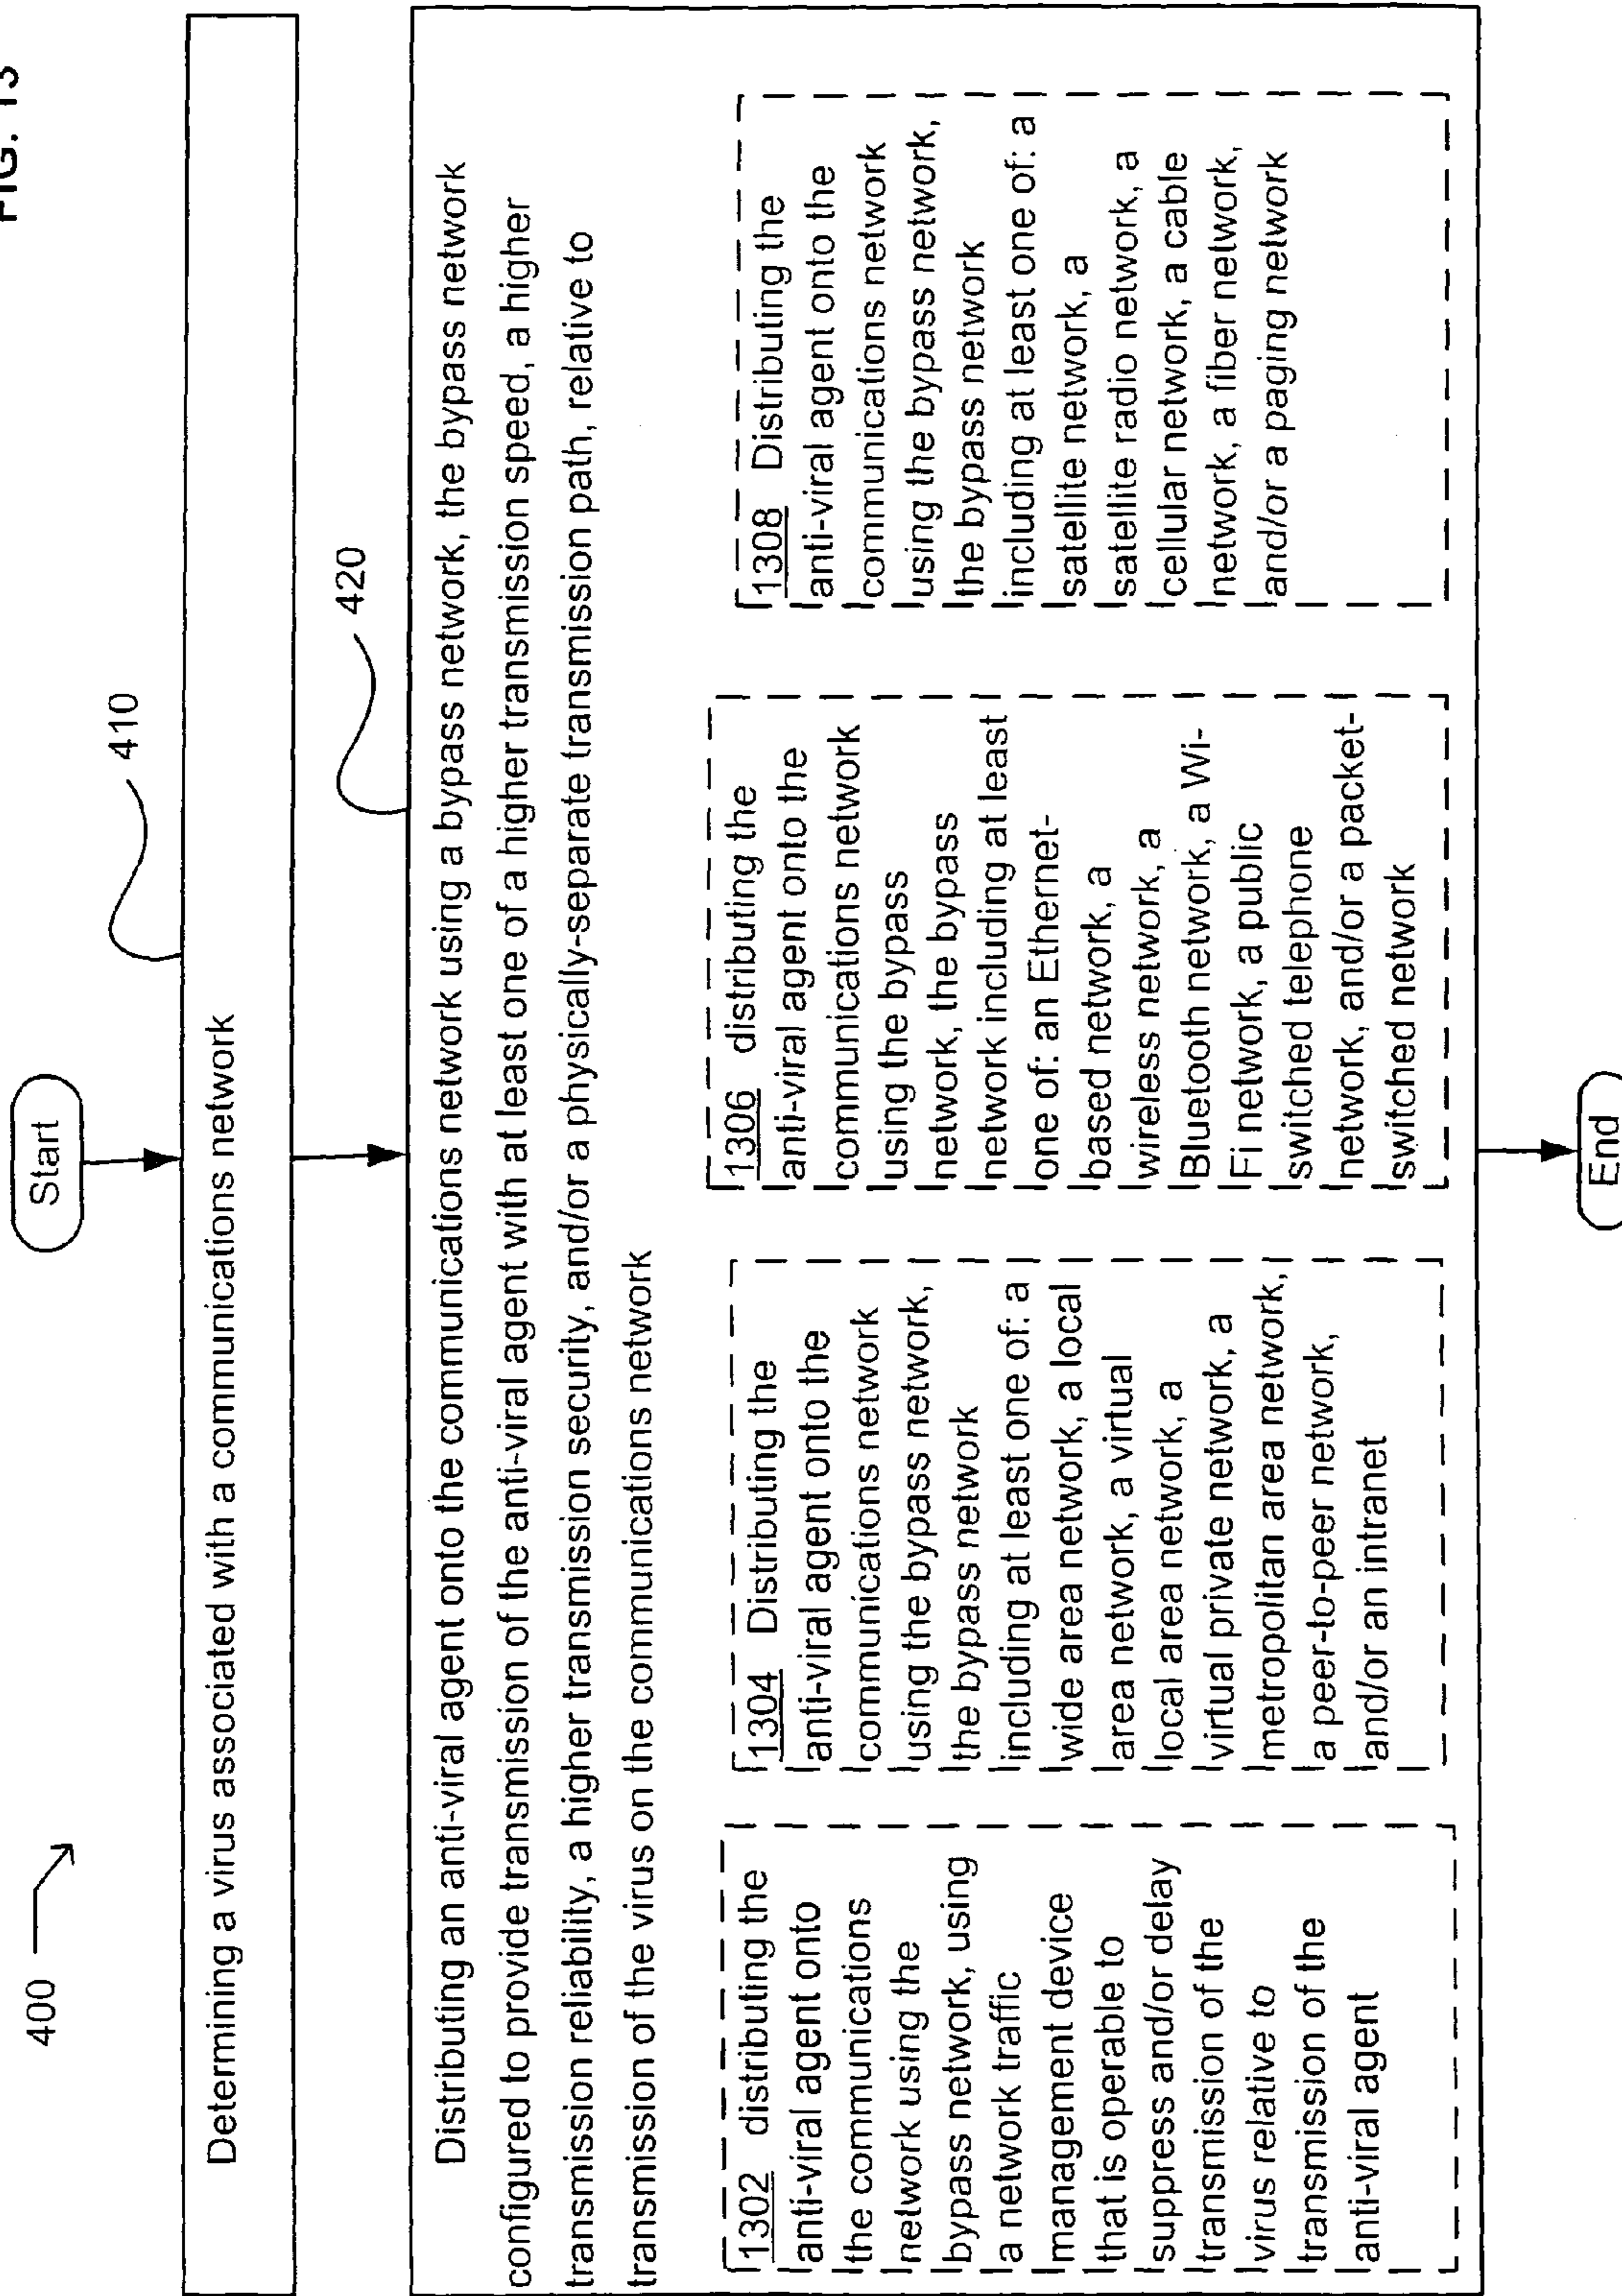 FIG. 13
400
Start
410
Determining a virus associated with a communications network
420
Distributing an anti-viral agent onto the communications network using a bypass network, the bypass network
configured to provide transmission of the anti-viral agent with at least one of a higher transmission speed, a higher
transmission reliability, a higher transmission security, and/or a physically-separate transmission path, relative to
transmission of the virus on the communications network
1302 distributing the
anti-viral agent onto
the communications
network using the
bypass network, using
a network traffic
management device
that is operable to
suppress and/or delay
transmission of the
virus relative to
transmission of the
anti-viral agent
1304 Distributing the
anti-viral agent onto the
communications network
using the bypass network,
the bypass network
including at least one of: a
wide area network, a local
area network, a virtual
local area network, a
virtual private network, a
metropolitan area network,
a peer-to-peer network,
and/or an intranet
1306 distributing the
anti-viral agent onto the
communications network
using the bypass
network, the bypass
network including at least
one of: an Ethernet-
based network, a
wireless network, a
Bluetooth network, a Wi-
Fi network, a public
switched telephone
network, and/or a packet-
switched network
1308 Distributing the
anti-viral agent onto the
communications network
using the bypass network,
the bypass network
including at least one of: a
satellite network, a
satellite radio network, a
cellular network, a cable
network, a fiber network,
and/or a paging network
End